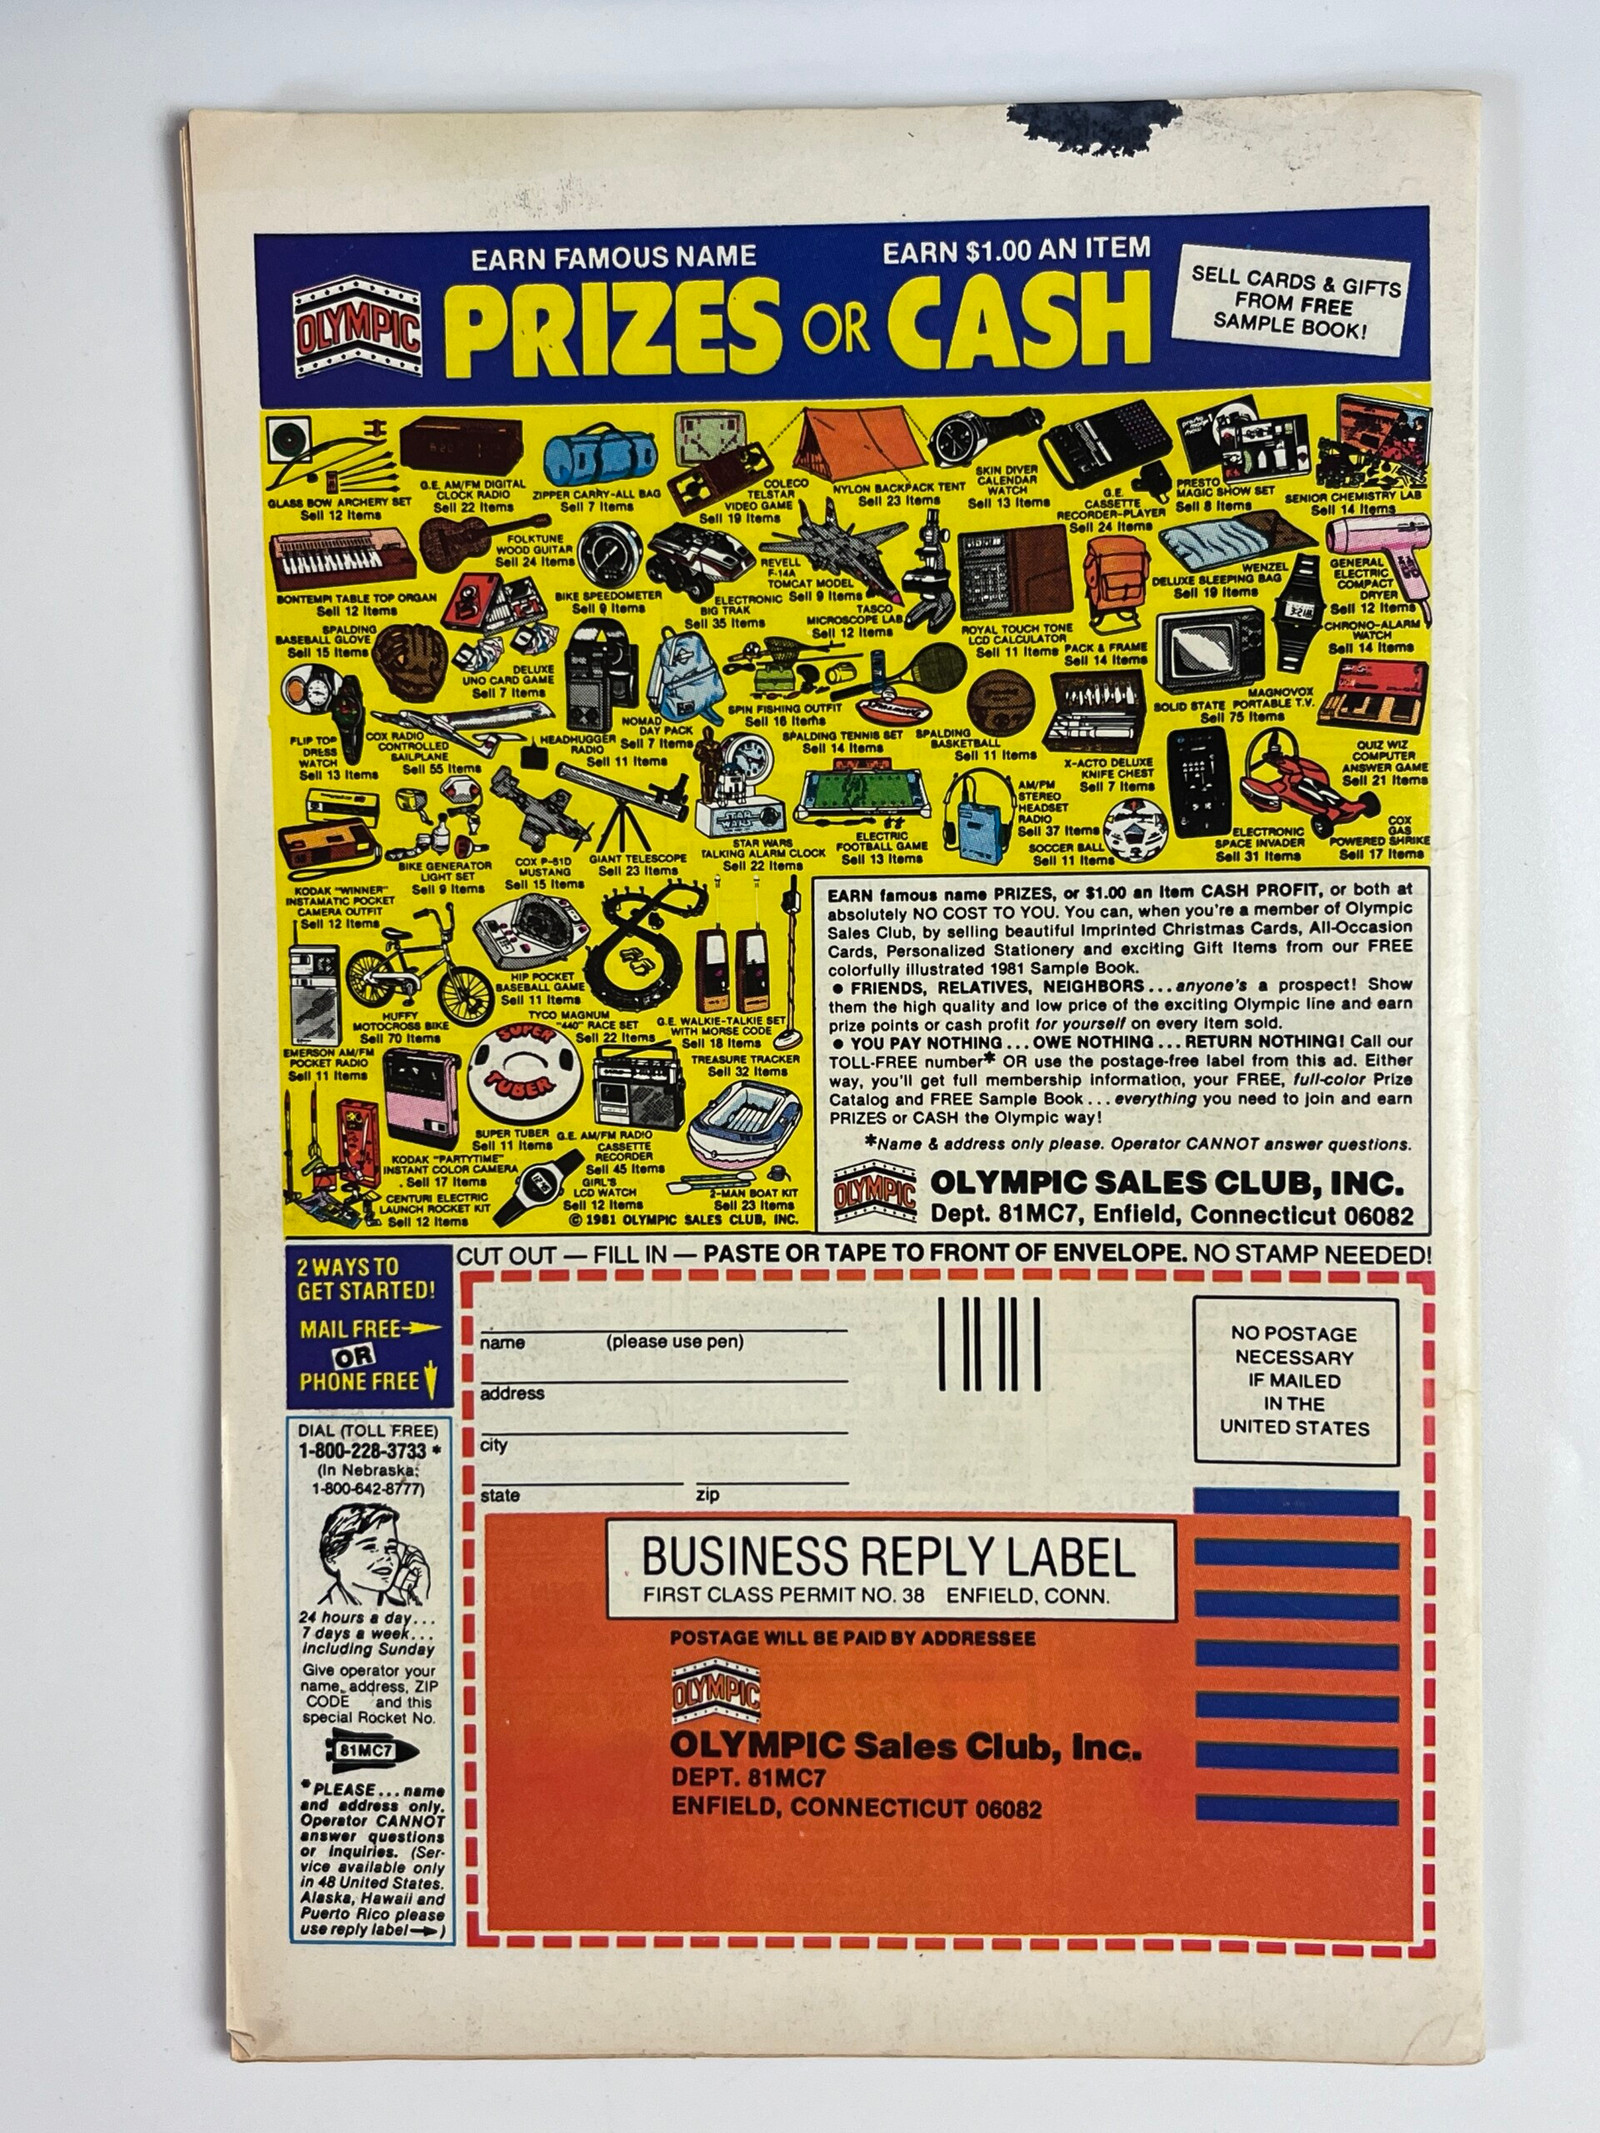 EARN FAMOUS NAME
EARN $1.00 AN ITEM
OLYMPIC
PRIZES OR CASH
SELL CARDS & GIFTS
FROM FREE
SAMPLE BOOK!
GLASS BOW ARCHERY SET
Sell 12 Items
G.E. AM/FM DIGITAL
CLOCK RADIO
Sell 22 Items
ZIPPER CARRY-ALL BAG
Sell 7 Items
COLECO
TELSTAR
VIDEO GAME
Sell 19 Items
NYLON BACKPACK TENT
Sell 23 Items
SKIN DIVER
CALENDAR
WATCH
Sell 13 Items
G.E.
CASSETTE
RECORDER-PLAYER
Sell 24 Items
PRESTO
MAGIC SHOW SET
Sell 8 Items
SENIOR CHEMISTRY LAB
Sell 14 Items
BONTEMPI TABLE TOP ORGAN
Sell 12 Items
FOLKTUNE
WOOD GUITAR
Sell 24 Items
BIKE SPEEDOMETER
Sell 9 Items
ELECTRONIC
BIG TRAK
Sell 35 Items
REVELL
F-14A
TOMCAT MODEL
Sell 9 Items
TASCO
MICROSCOPE LAB
Sell 12 Items
ROYAL TOUCH TONE
LCD CALCULATOR
Sell 11 Items
PACK & FRAME
Sell 14 Items
WENZEL
DELUXE SLEEPING BAG
Sell 19 Items
GENERAL
ELECTRIC
COMPACT
DRYER
Sell 12 Items
CHRONO-ALARM
WATCH
Sell 14 Items
SPALDING
BASEBALL GLOVE
Sell 15 Items
DELUXE
UNO CARD GAME
Sell 7 Items
FLIP TOP
DRESS
WATCH
Sell 13 Items
COX RADIO
CONTROLLED
SAILPLANE
Sell 55 Items
HEADHUGGER
RADIO
Sell 11 Items
NOMAD
DAY PACK
Sell 7 Items
SPIN FISHING OUTFIT
Sell 16 Items
SPALDING TENNIS SET
Sell 14 Items
SPALDING
BASKETBALL
Sell 11 Items
X-ACTO DELUXE
KNIFE CHEST
Sell 7 Items
MAGNOVOX
SOLID STATE PORTABLE T.V.
Sell 75 Items
QUIZ WIZ
COMPUTER
ANSWER GAME
Sell 21 Items
KODAK "WINNER"
INSTAMATIC POCKET
CAMERA OUTFIT
Sell 12 Items
BIKE GENERATOR
LIGHT SET
Sell 9 Items
COX P-51D
MUSTANG
Sell 15 Items
GIANT TELESCOPE
Sell 23 Items
STAR
WARS
STAR WARS
TALKING ALARM CLOCK
Sell 22 Items
ELECTRIC
FOOTBALL GAME
Sell 13 Items
AM/FM
STEREO
HEADSET
RADIO
Sell 37 Items
SOCCER BALL
Sell 11 Items
ELECTRONIC
SPACE INVADER
Sell 31 Items
COX
GAS
POWERED SHRIKE
Sell 17 Items
EMERSON AM/FM
POCKET RADIO
Sell 11 Items
HUFFY
MOTOCROSS BIKE
Sell 70 Items
HIP POCKET
BASEBALL GAME
Sell 11 Items
TYCO MAGNUM
"440" RACE SET
Sell 22 Items
G.E. WALKIE-TALKIE SET
WITH MORSE CODE
Sell 18 Items
TREASURE TRACKER
Sell 32 Items
SUPER
TUBER
SUPER TUBER
Sell 11 Items
G.E. AM/FM RADIO
CASSETTE
RECORDER
Sell 45 Items
KODAK "PARTYTIME"
INSTANT COLOR CAMERA
Sell 17 Items
CENTURI ELECTRIC
LAUNCH ROCKET KIT
Sell 12 Items
GIRL'S
LCD WATCH
Sell 12 Items
2-MAN BOAT KIT
Sell 23 Items
© 1981 OLYMPIC SALES CLUB, INC.
EARN famous name PRIZES, or $1.00 an item CASH PROFIT, or both at
absolutely NO COST TO YOU. You can, when you're a member of Olympic
Sales Club, by selling beautiful Imprinted Christmas Cards, All-Occasion
Cards, Personalized Stationery and exciting Gift Items from our FREE
colorfully illustrated 1981 Sample Book.
● FRIENDS, RELATIVES, NEIGHBORS...anyone's a prospect! Show
them the high quality and low price of the exciting Olympic line and earn
prize points or cash profit for yourself on every item sold.
● YOU PAY NOTHING...OWE NOTHING...RETURN NOTHING! Call our
TOLL-FREE number* OR use the postage-free label from this ad. Either
way, you'll get full membership information, your FREE, full-color Prize
Catalog and FREE Sample Book...everything you need to join and earn
PRIZES or CASH the Olympic way!
*Name & address only please. Operator CANNOT answer questions.
OLYMPIC
OLYMPIC SALES CLUB, INC.
Dept. 81MC7, Enfield, Connecticut 06082
2 WAYS TO
GET STARTED!
MAIL FREE
OR
PHONE FREE
CUT OUT — FILL IN — PASTE OR TAPE TO FRONT OF ENVELOPE. NO STAMP NEEDED!
DIAL (TOLL FREE)
1-800-228-3733 *
(In Nebraska:
1-800-642-8777)
24 hours a day...
7 days a week...
including Sunday
Give operator your
name, address, ZIP
CODE and this
special Rocket No.
81MC7
*PLEASE...name
and address only.
Operator CANNOT
answer questions
or inquiries. (Ser-
vice available only
in 48 United States.
Alaska, Hawaii and
Puerto Rico please
use reply label→)
name (please use pen)
address
city
state zip
NO POSTAGE
NECESSARY
IF MAILED
IN THE
UNITED STATES
BUSINESS REPLY LABEL
FIRST CLASS PERMIT NO. 38 ENFIELD, CONN.
POSTAGE WILL BE PAID BY ADDRESSEE
OLYMPIC
OLYMPIC Sales Club, Inc.
DEPT. 81MC7
ENFIELD, CONNECTICUT 06082